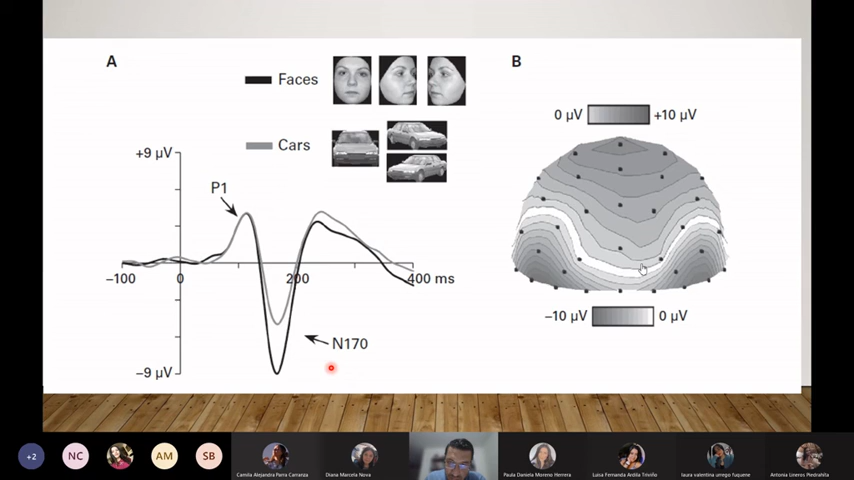 A
B
Faces
0 µV
+10 µV
Cars
+9 µV
P1
-100
0
200
400 ms
−10 µV
0 µV
N170
−9 µV
+2
NC
AM
SB
Camila Alejandra Parra Carranza
Diana Marcela Nova
Paula Daniela Moreno Herrera
Luisa Fernanda Ardila Triviño
laura valentina urrego fuquene
Antonia Lineros Piedrahita